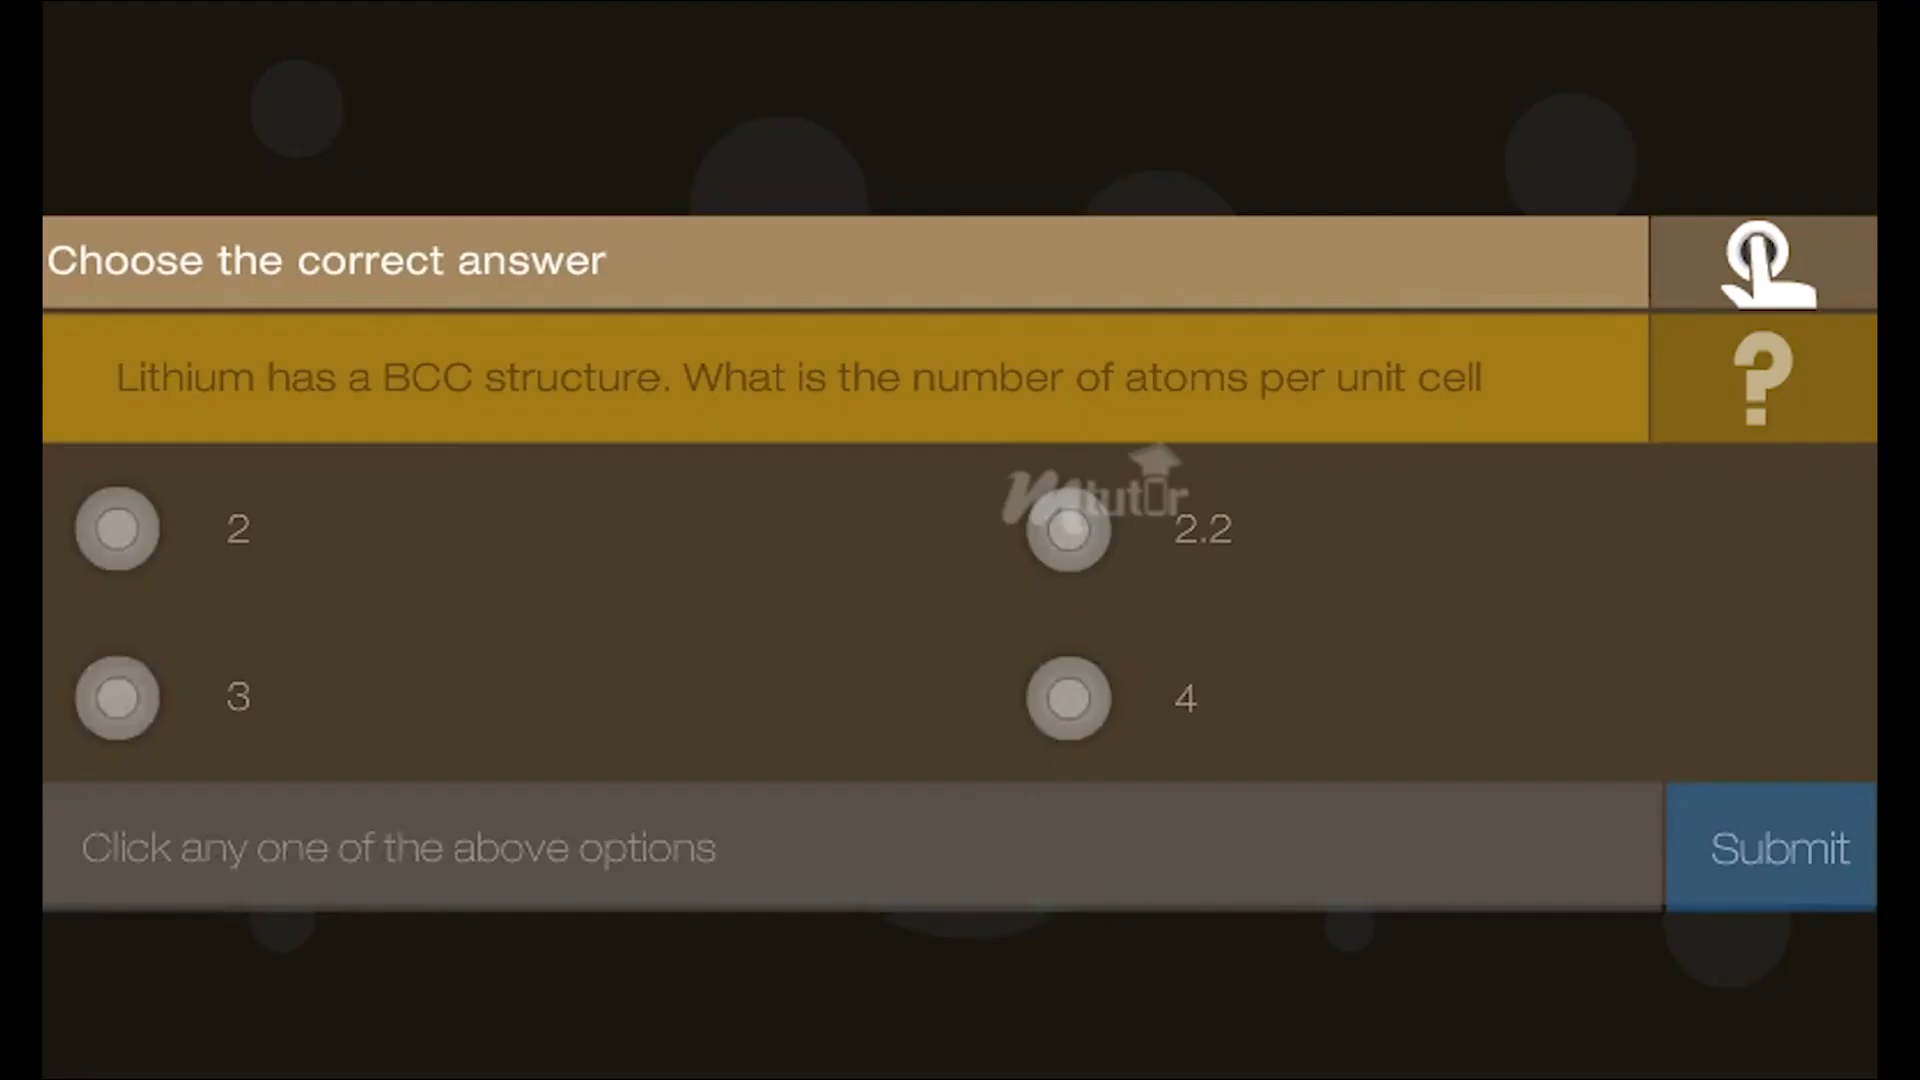 Choose the correct answer
Lithium has a BCC structure. What is the number of atoms per unit cell
?
mtutor
2
2.2
3
4
Click any one of the above options
Submit